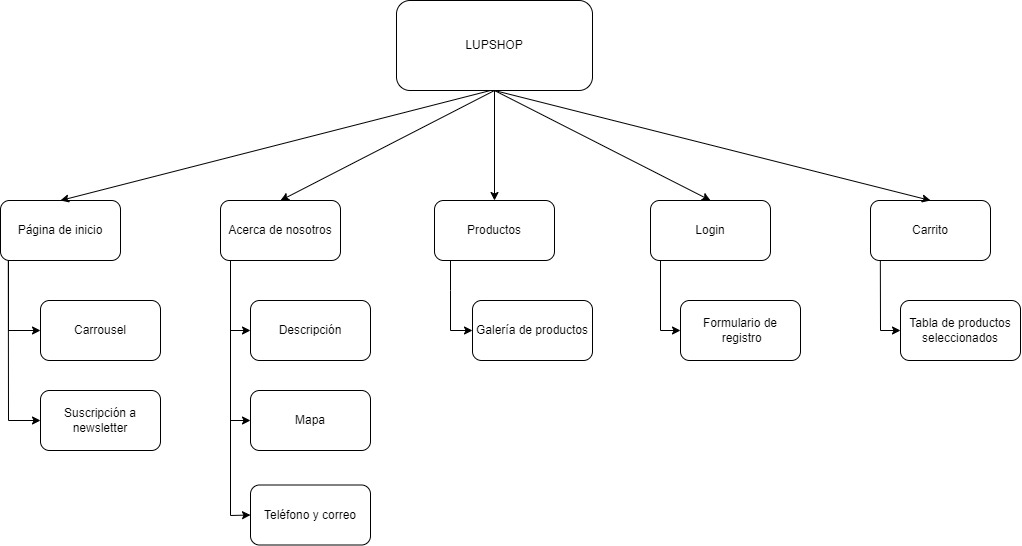 LUPSHOP
Página de inicio
Acerca de nosotros
Productos
Login
Carrito
Carrousel
Descripción
Galería de productos
Formulario de
registro
Tabla de productos
seleccionados
Suscripción a
newsletter
Mapa
Teléfono y correo